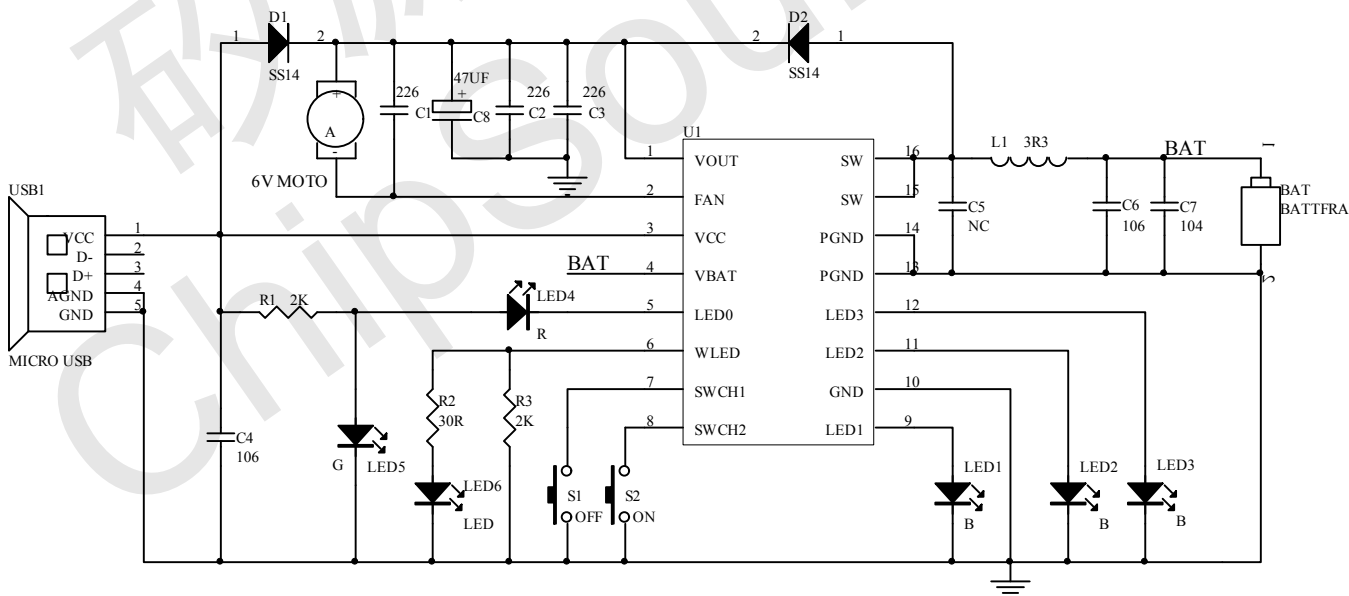 D1
D2
1
2
2
1
SS14
SS14
226
47UF
226
226
+
+
C1
C8
C2
C3
A
-
U1
6V MOTO
1
VOUT
SW
16
L1 3R3
BAT
1
2
FAN
SW
15
C5
NC
C6
106
C7
104
BAT
BATTFRA
USB1
1
VCC
3
VCC
PGND
14
2
D-
3
D+
BAT
4
VBAT
PGND
13
2
4
AGND
5
GND
R1 2K
LED4
R
5
LED0
LED3
12
MICRO USB
6
WLED
LED2
11
7
SWCH1
GND
10
8
SWCH2
LED1
9
R2
30R
R3
2K
C4
106
G
LED5
LED6
LED
S1
OFF
S2
ON
LED1
B
LED2
B
LED3
B